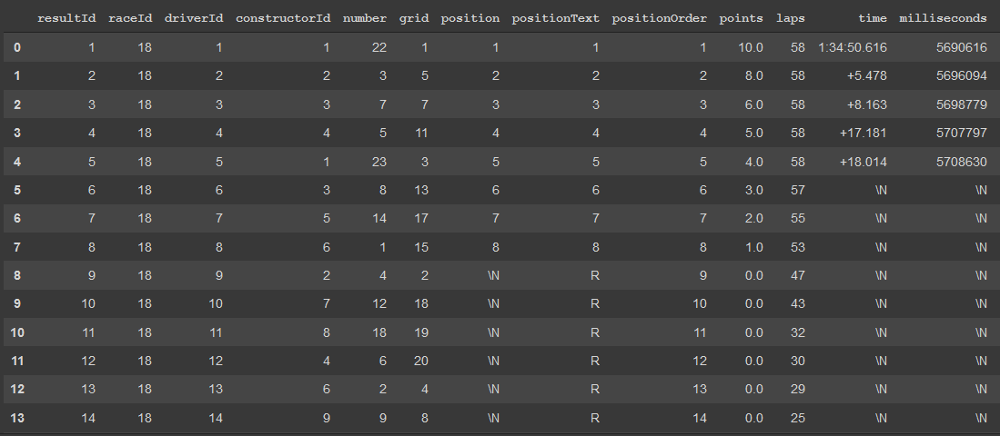 resultId raceId driverId constructorId number grid position positionText positionOrder points laps time milliseconds
0 1 18 1 1 22 1 1 1 1 10.0 58 1:34:50.616 5690616
1 2 18 2 2 3 5 2 2 2 8.0 58 +5.478 5696094
2 3 18 3 3 7 7 3 3 3 6.0 58 +8.163 5698779
3 4 18 4 4 5 11 4 4 4 5.0 58 +17.181 5707797
4 5 18 5 1 23 3 5 5 5 4.0 58 +18.014 5708630
5 6 18 6 3 8 13 6 6 6 3.0 57 \N \N
6 7 18 7 5 14 17 7 7 7 2.0 55 \N \N
7 8 18 8 6 1 15 8 8 8 1.0 53 \N \N
8 9 18 9 2 4 2 \N R 9 0.0 47 \N \N
9 10 18 10 7 12 18 \N R 10 0.0 43 \N \N
10 11 18 11 8 18 19 \N R 11 0.0 32 \N \N
11 12 18 12 4 6 20 \N R 12 0.0 30 \N \N
12 13 18 13 6 2 4 \N R 13 0.0 29 \N \N
13 14 18 14 9 9 8 \N R 14 0.0 25 \N \N